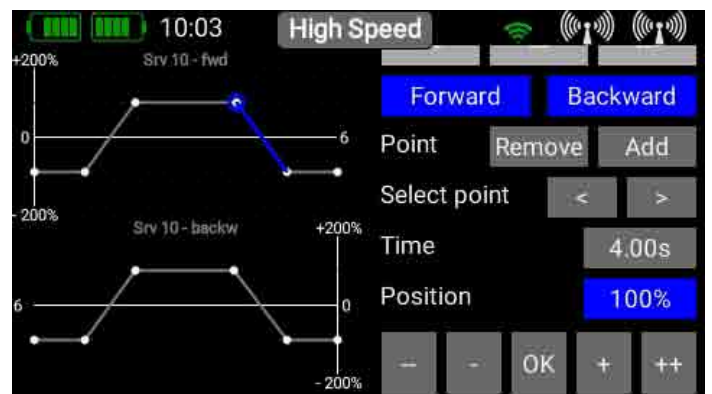 10:03 High Speed
+200% Srv 10 - fwd
Forward Backward
0 6
Point Remove Add
Select point < >
- 200%
Srv 10 - backw +200%
Time 4.00s
Position 100%
6 0
-- - OK + ++
- 200%